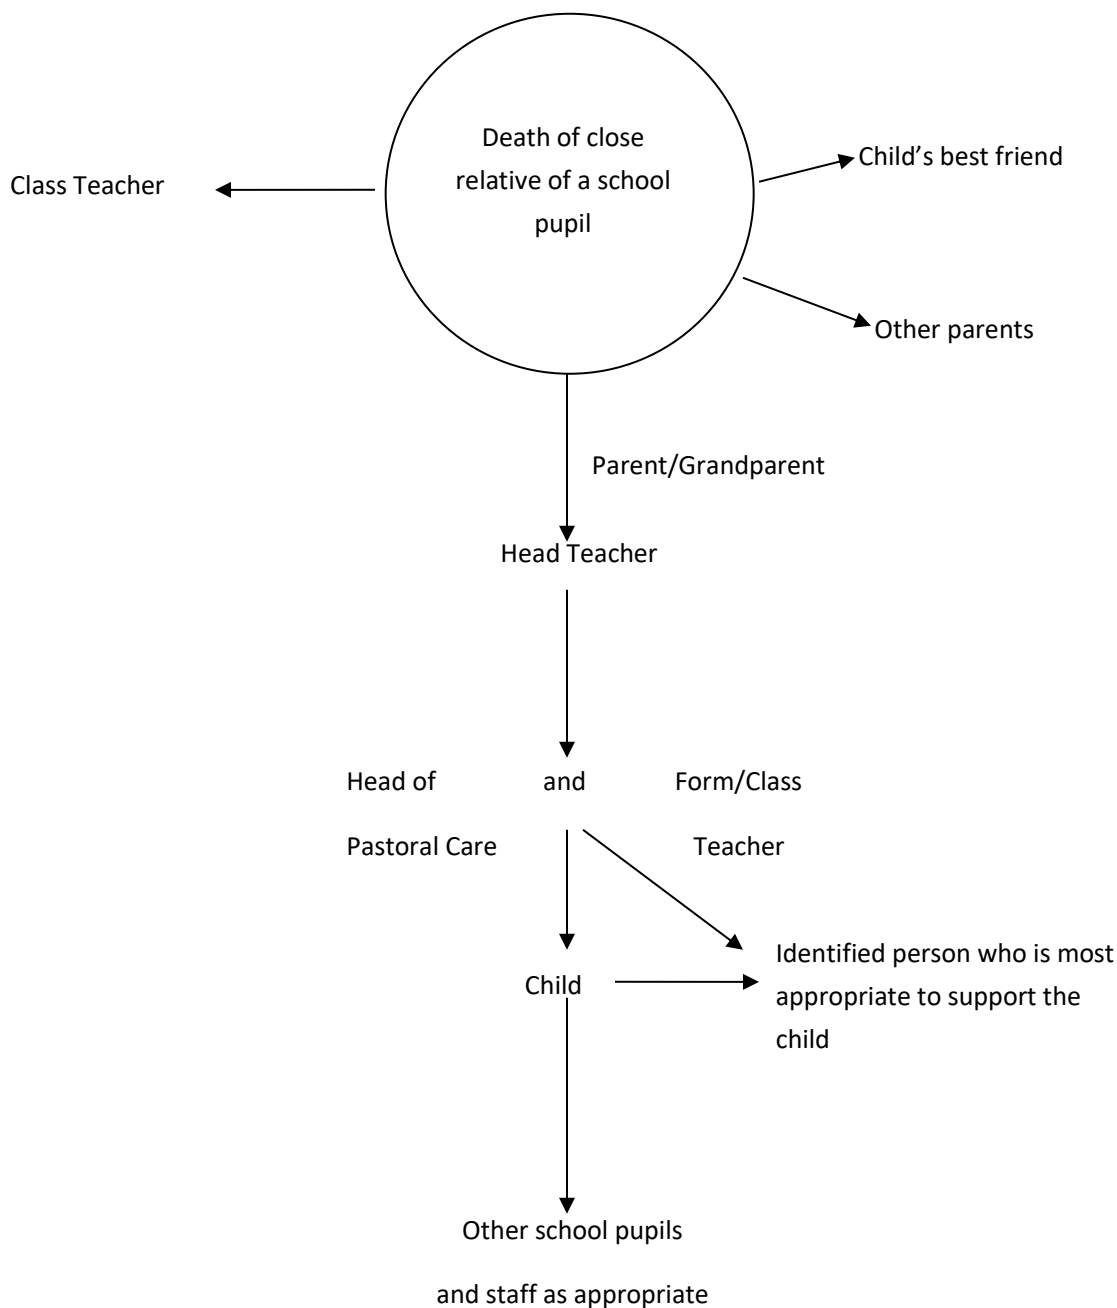 Death of close
relative of a school
pupil
Class Teacher
Child’s best friend
Other parents
Parent/Grandparent
Head Teacher
Head of and Form/Class
Pastoral Care Teacher
Identified person who is most
appropriate to support the
child
Child
Other school pupils
and staff as appropriate